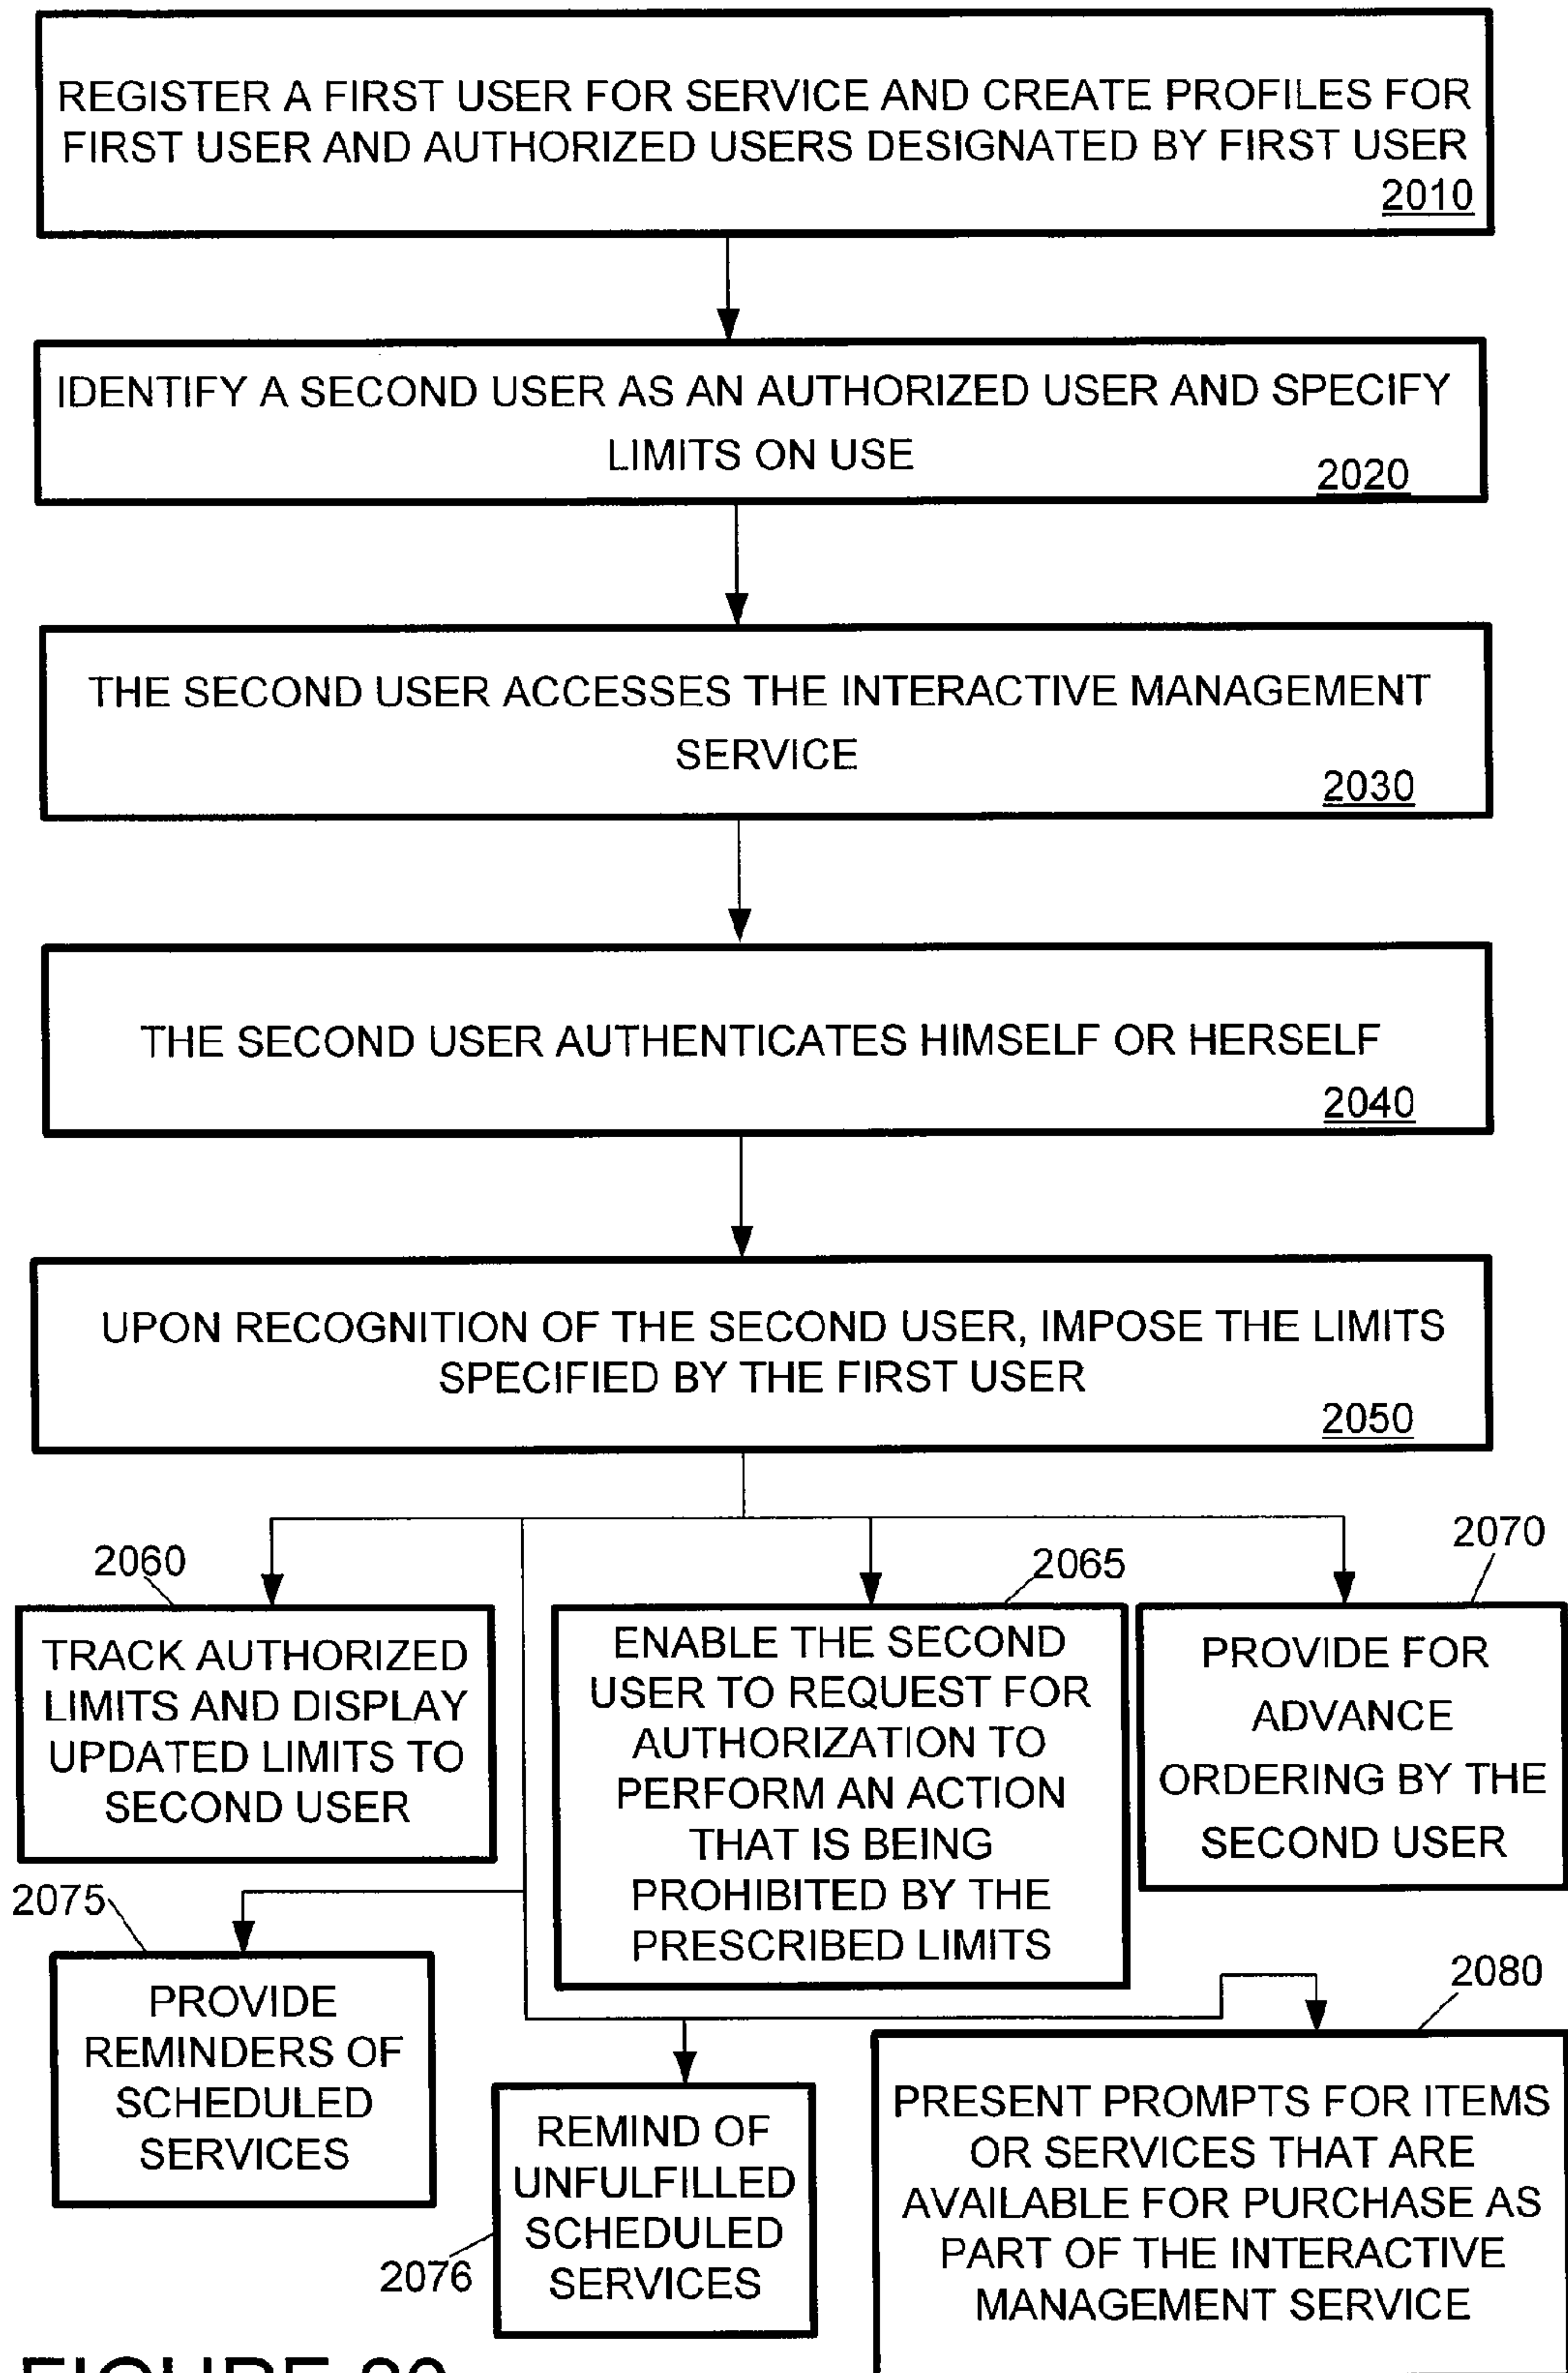 REGISTER A FIRST USER FOR SERVICE AND CREATE PROFILES FOR
FIRST USER AND AUTHORIZED USERS DESIGNATED BY FIRST USER
2010
IDENTIFY A SECOND USER AS AN AUTHORIZED USER AND SPECIFY
LIMITS ON USE
2020
THE SECOND USER ACCESSES THE INTERACTIVE MANAGEMENT
SERVICE
2030
THE SECOND USER AUTHENTICATES HIMSELF OR HERSELF
2040
UPON RECOGNITION OF THE SECOND USER, IMPOSE THE LIMITS
SPECIFIED BY THE FIRST USER
2050
2060
TRACK AUTHORIZED
LIMITS AND DISPLAY
UPDATED LIMITS TO
SECOND USER
2065
ENABLE THE SECOND
USER TO REQUEST FOR
AUTHORIZATION TO
PERFORM AN ACTION
THAT IS BEING
PROHIBITED BY THE
PRESCRIBED LIMITS
2070
PROVIDE FOR
ADVANCE
ORDERING BY THE
SECOND USER
2075
PROVIDE
REMINDERS OF
SCHEDULED
SERVICES
2076
REMIND OF
UNFULFILLED
SCHEDULED
SERVICES
2080
PRESENT PROMPTS FOR ITEMS
OR SERVICES THAT ARE
AVAILABLE FOR PURCHASE AS
PART OF THE INTERACTIVE
MANAGEMENT SERVICE
FIGURE